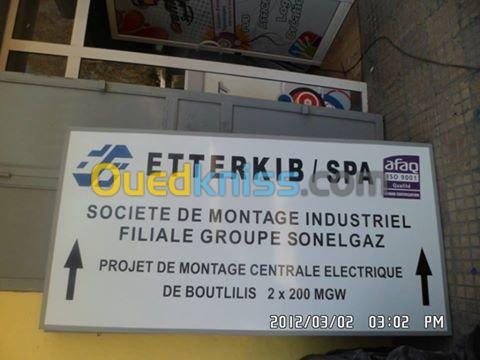 ETTERKIB / SPA
afaq
ISO 9001
Qualité
Ouedkniss.com
SOCIETE DE MONTAGE INDUSTRIEL
FILIALE GROUPE SONELGAZ
PROJET DE MONTAGE CENTRALE ELECTRIQUE
DE BOUTLILIS 2 x 200 MGW
2012/03/02 03:02 PM